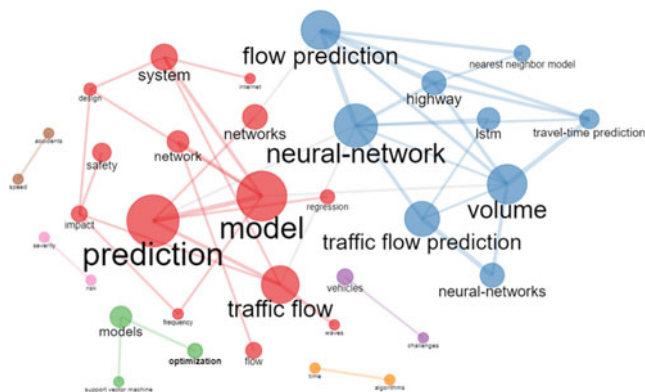 flow prediction
nearest neighbor model
system
internet
design
highway
networks
lstm
travel-time prediction
accidents
network
neural-network
safety
speed
model
regression
volume
impact
prediction
traffic flow prediction
severity
risk
traffic flow
vehicles
neural-networks
frequency
waves
models
challenges
optimization
flow
time
support vector machine
algorithms